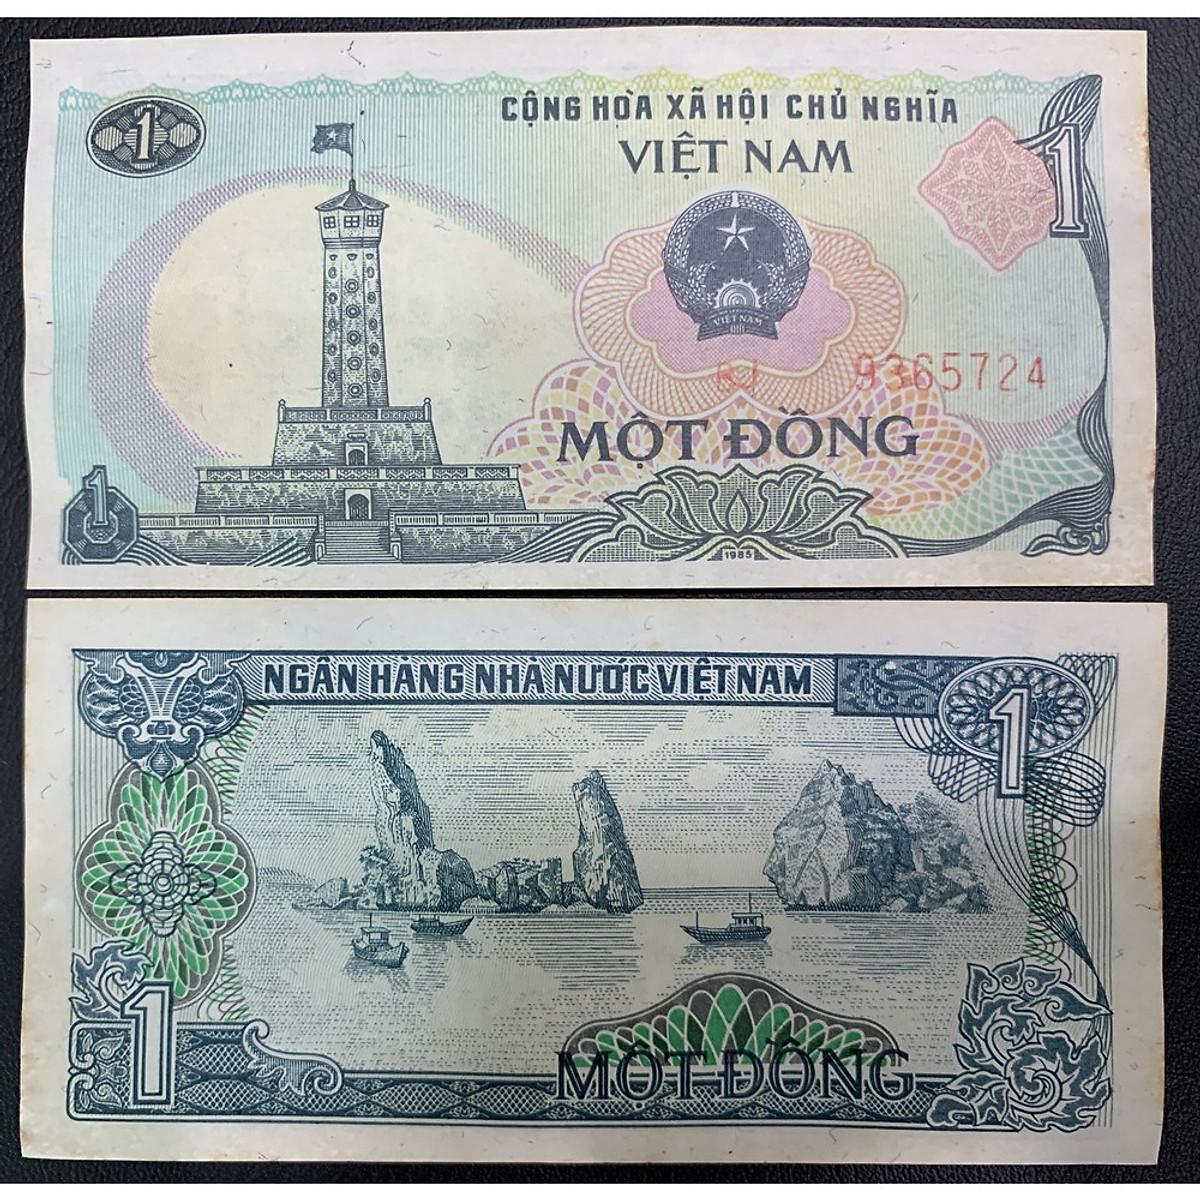 1
CỘNG HÒA XÃ HỘI CHỦ NGHĨA
VIỆT NAM
1
VIỆT NAM
9365724
MỘT ĐỒNG
1
1985
NGÂN HÀNG NHÀ NƯỚC VIỆT NAM
1
1
MỘT ĐỒNG